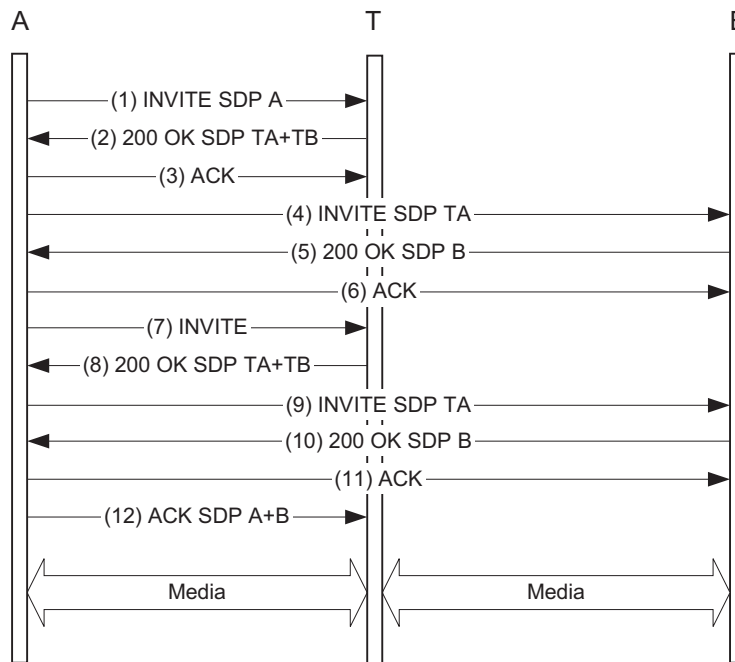 A
T
(1) INVITE SDP A
(2) 200 OK SDP TA+TB
(3) ACK
(4) INVITE SDP TA
(5) 200 OK SDP B
(6) ACK
(7) INVITE
(8) 200 OK SDP TA+TB
(9) INVITE SDP TA
(10) 200 OK SDP B
(11) ACK
(12) ACK SDP A+B
Media
Media